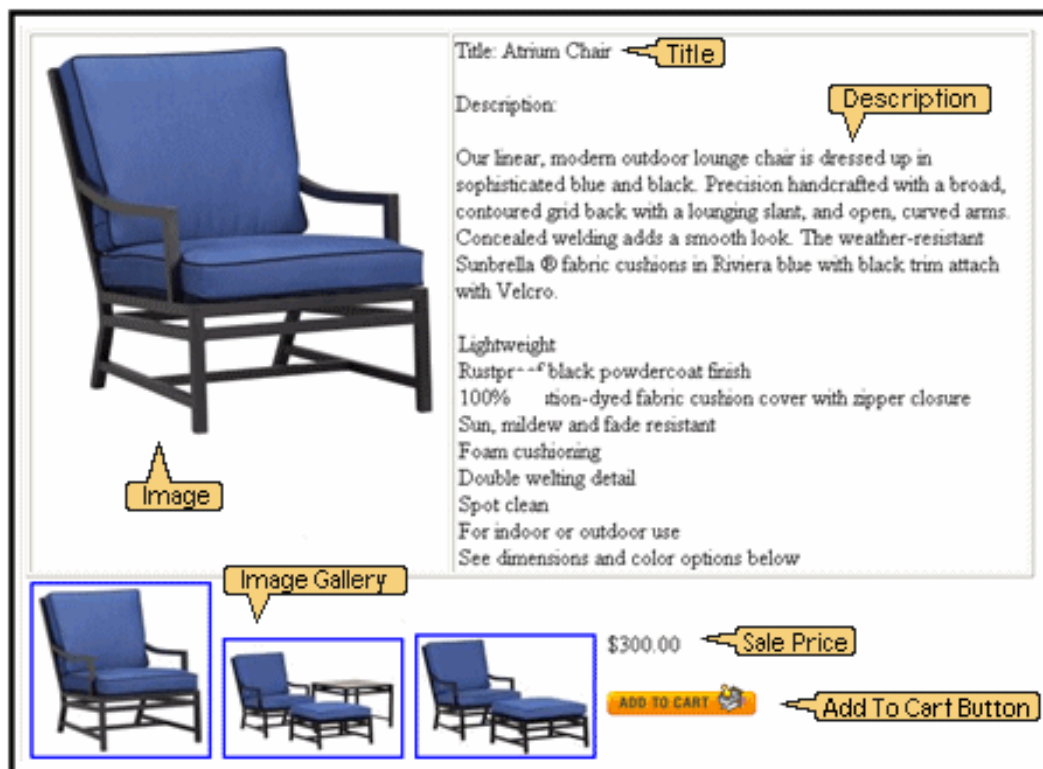 Title: Atrium Chair
Title
Description:
Description
Our linear, modern outdoor lounge chair is dressed up in
sophisticated blue and black. Precision handcrafted with a broad,
contoured grid back with a lounging slant, and open, curved arms.
Concealed welding adds a smooth look. The weather-resistant
Sunbrella ® fabric cushions in Riviera blue with black trim attach
with Velcro.
Lightweight
black powdercoat finish
100% tion-dyed fabric cushion cover with zipper closure
Sun, mildew and fade resistant
Foam cushioning
Double welting detail
Spot clean
For indoor or outdoor use
See dimensions and color options below
Image
Image Gallery
$300.00
Sale Price
ADD TO CART
Add To Cart Button